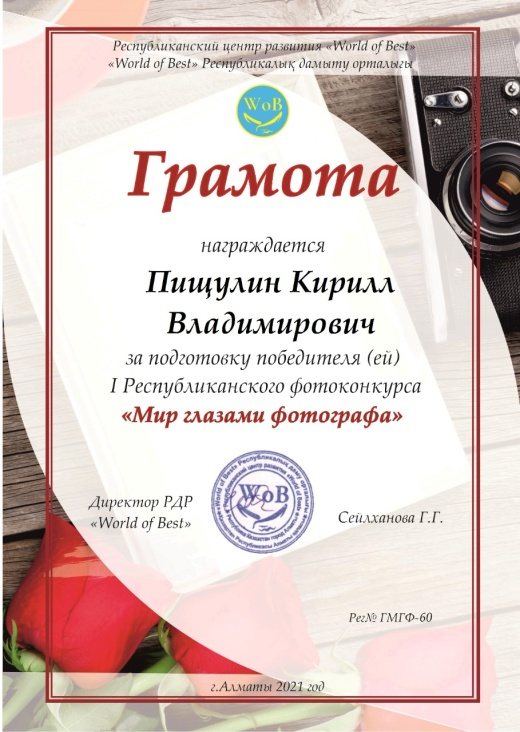 Республиканский центр развития «World of Best»
«World of Best» Республикалық дамыту орталығы
WoB
Грамота
награждается
Пищулин Кирилл
Владимирович
за подготовку победителя (ей)
I Республиканского фотоконкурса
«Мир глазами фотографа»
Директор РДР
«World of Best»
WoB
Сейлханова Г.Г.
Рег№ ГМГФ-60
г.Алматы 2021 год